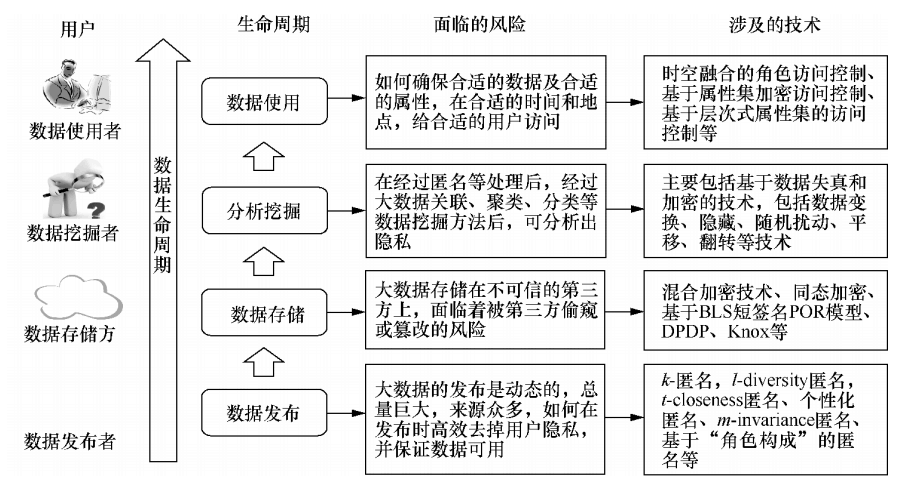 用户
生命周期
面临的风险
涉及的技术
数据使用者
数据挖掘者
数据存储方
数据发布者
数据生命周期
数据使用
如何确保合适的数据及合适
的属性，在合适的时间和地
点，给合适的用户访问
时空融合的角色访问控制、
基于属性集加密访问控制、
基于层次式属性集的访问
控制等
分析挖掘
在经过匿名等处理后，经过
大数据关联、聚类、分类等
数据挖掘方法后，可分析出
隐私
主要包括基于数据失真和
加密的技术，包括数据变
换、隐藏、随机扰动、平
移、翻转等技术
数据存储
大数据存储在不可信的第三
方上，面临着被第三方偷窥
或篡改的风险
混合加密技术、同态加密、
基于BLS短签名POR模型、
DPDP、Knox等
数据发布
大数据的发布是动态的，总
量巨大，来源众多，如何在
发布时高效去掉用户隐私，
并保证数据可用
k-匿名，l-diversity匿名，
t-closeness匿名、个性化
匿名、m-invariance匿名、
基于“角色构成”的匿
名等